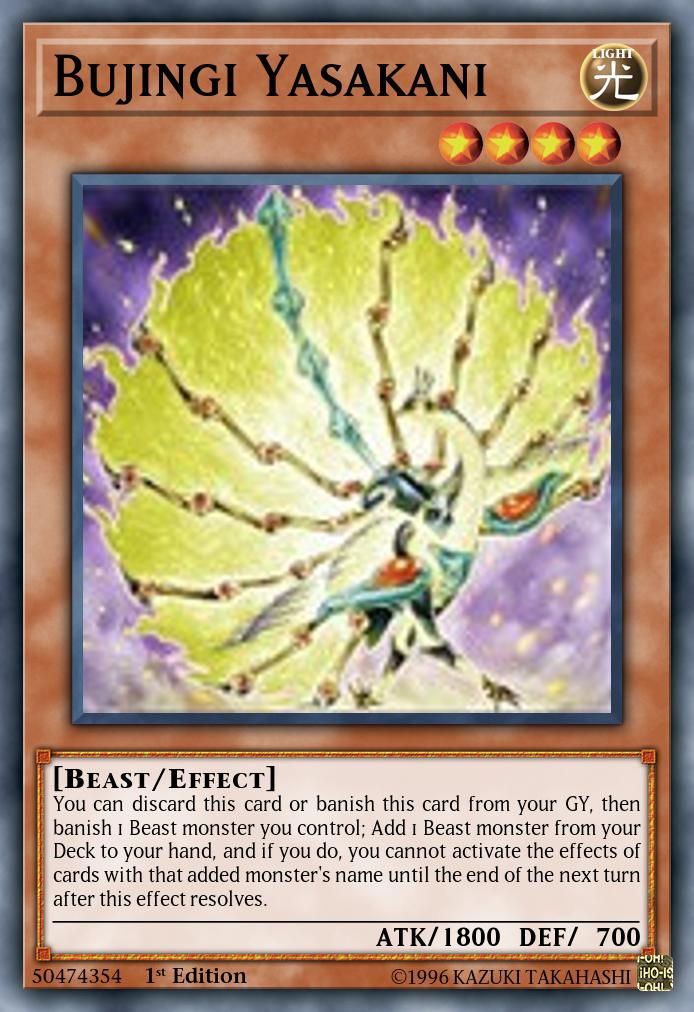 BUJINGI YASAKANI
LIGHT
光
[BEAST/EFFECT]
You can discard this card or banish this card from your GY, then
banish 1 Beast monster you control; Add 1 Beast monster from your
Deck to your hand, and if you do, you cannot activate the effects of
cards with that added monster's name until the end of the next turn
after this effect resolves.
ATK/1800 DEF/ 700
50474354 1st Edition ©1996 KAZUKI TAKAHASHI